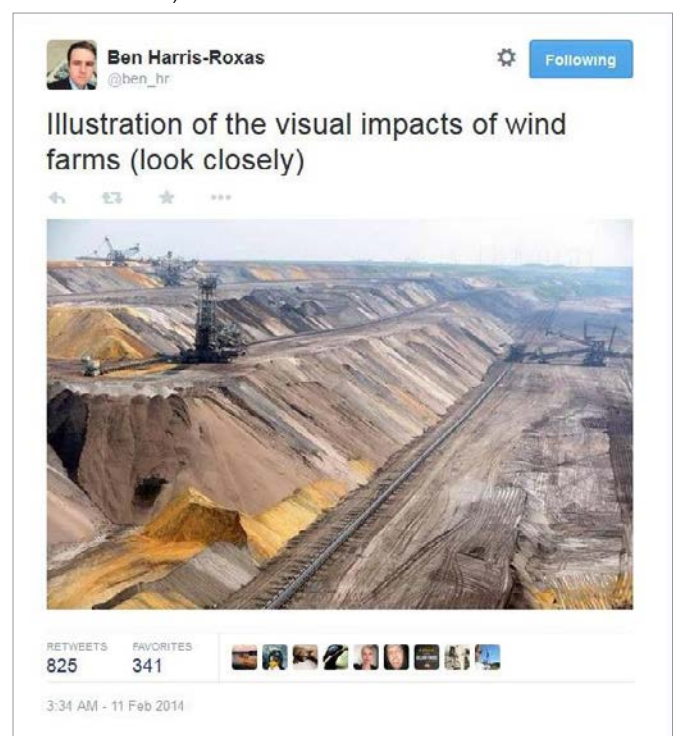 Ben Harris-Roxas
@ben_hr
Following
Illustration of the visual impacts of wind
farms (look closely)
RETWEETS FAVORITES
825 341
3:34 AM - 11 Feb 2014